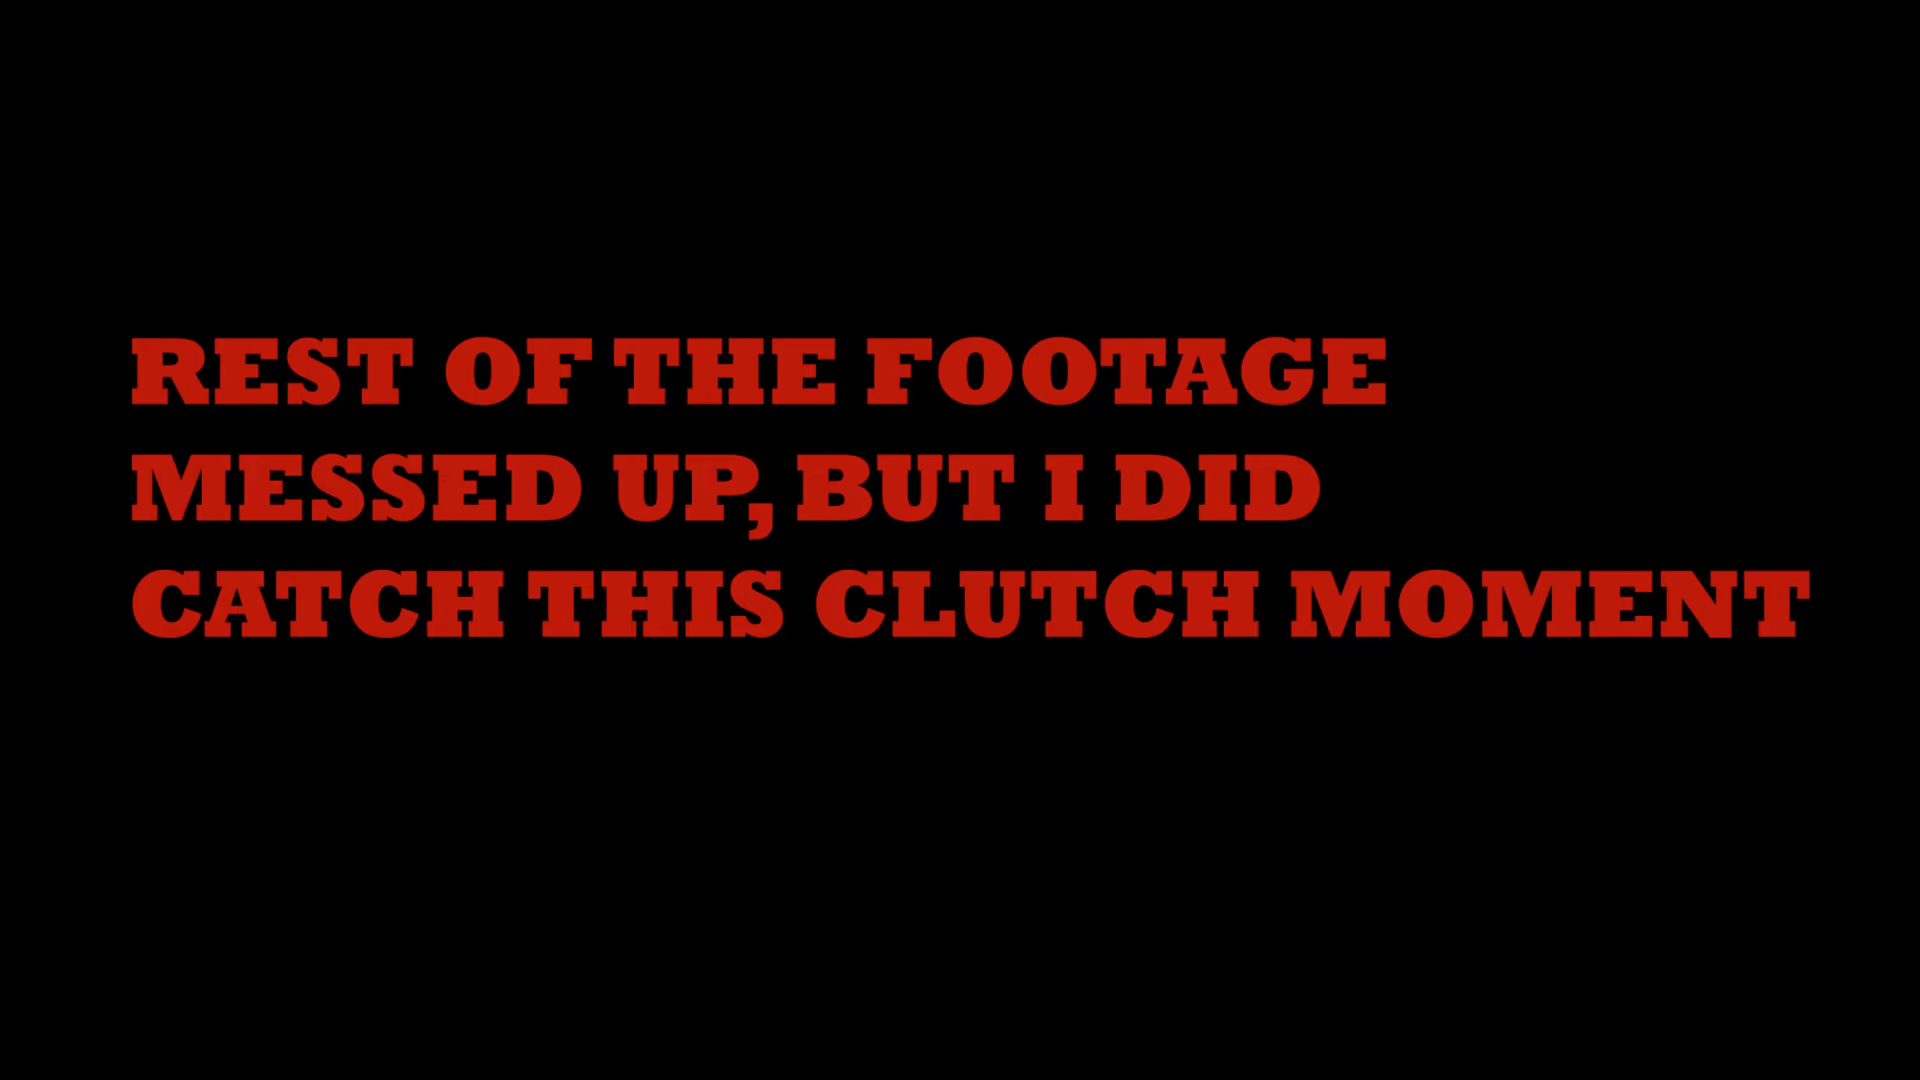 REST OF THE FOOTAGE
MESSED UP, BUT I DID
CATCH THIS CLUTCH MOMENT